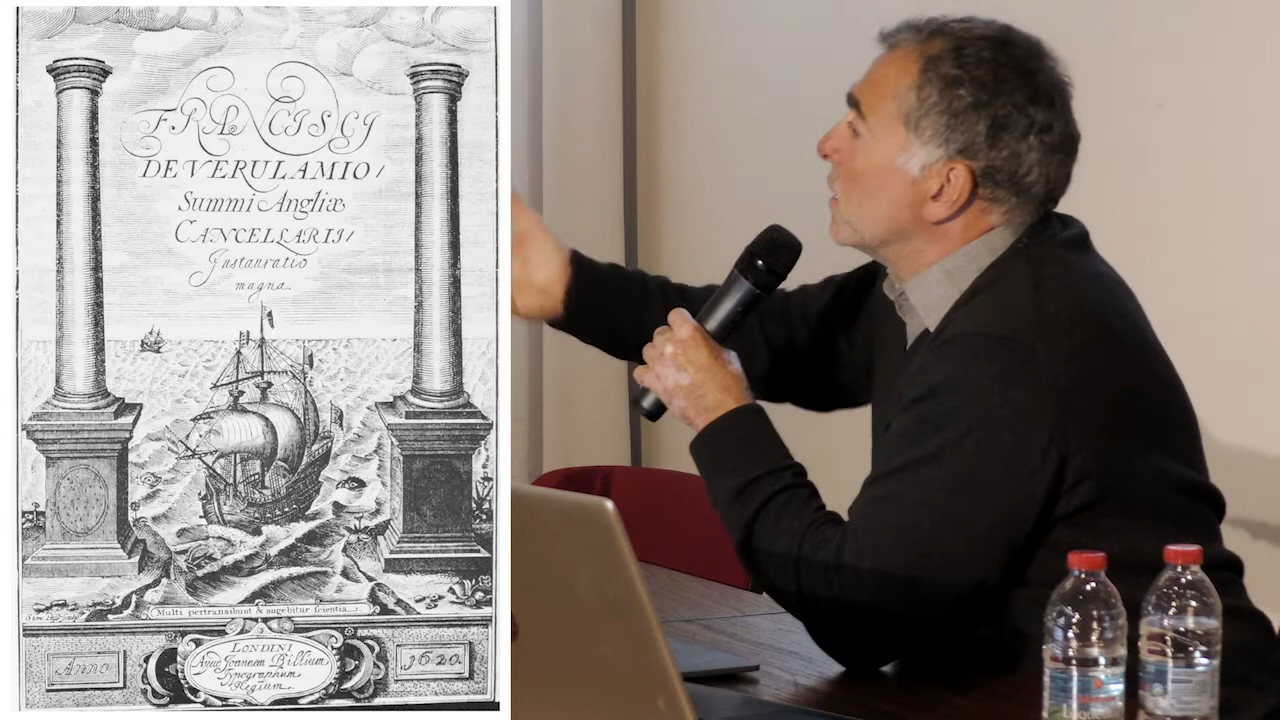 FRANCISCI
DE VERULAMIO/
Summi Angliæ
CANCELLARII/
Instauratio
magna.
Multi pertransibunt & augebitur scientia.
Anno
LONDINI
Apud Joannem Billium
Typographum
Regium.
1620.